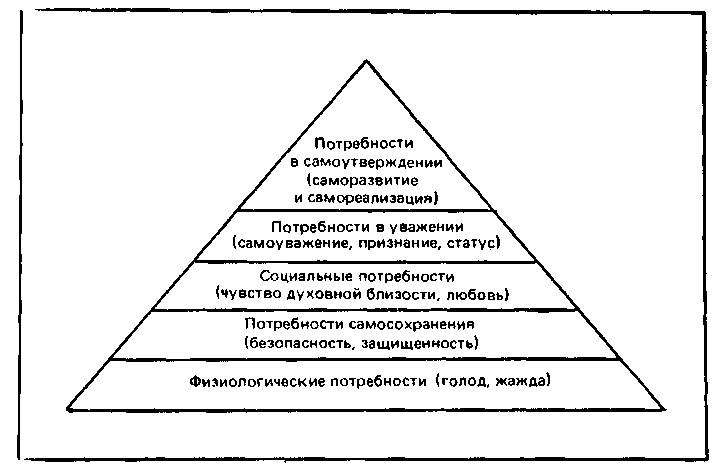 Потребности
в самоутверждении
(саморазвитие
и самореализация)
Потребности в уважении
(самоуважение, признание, статус)
Социальные потребности
(чувство духовной близости, любовь)
Потребности самосохранения
(безопасность, защищенность)
Физиологические потребности (голод, жажда)